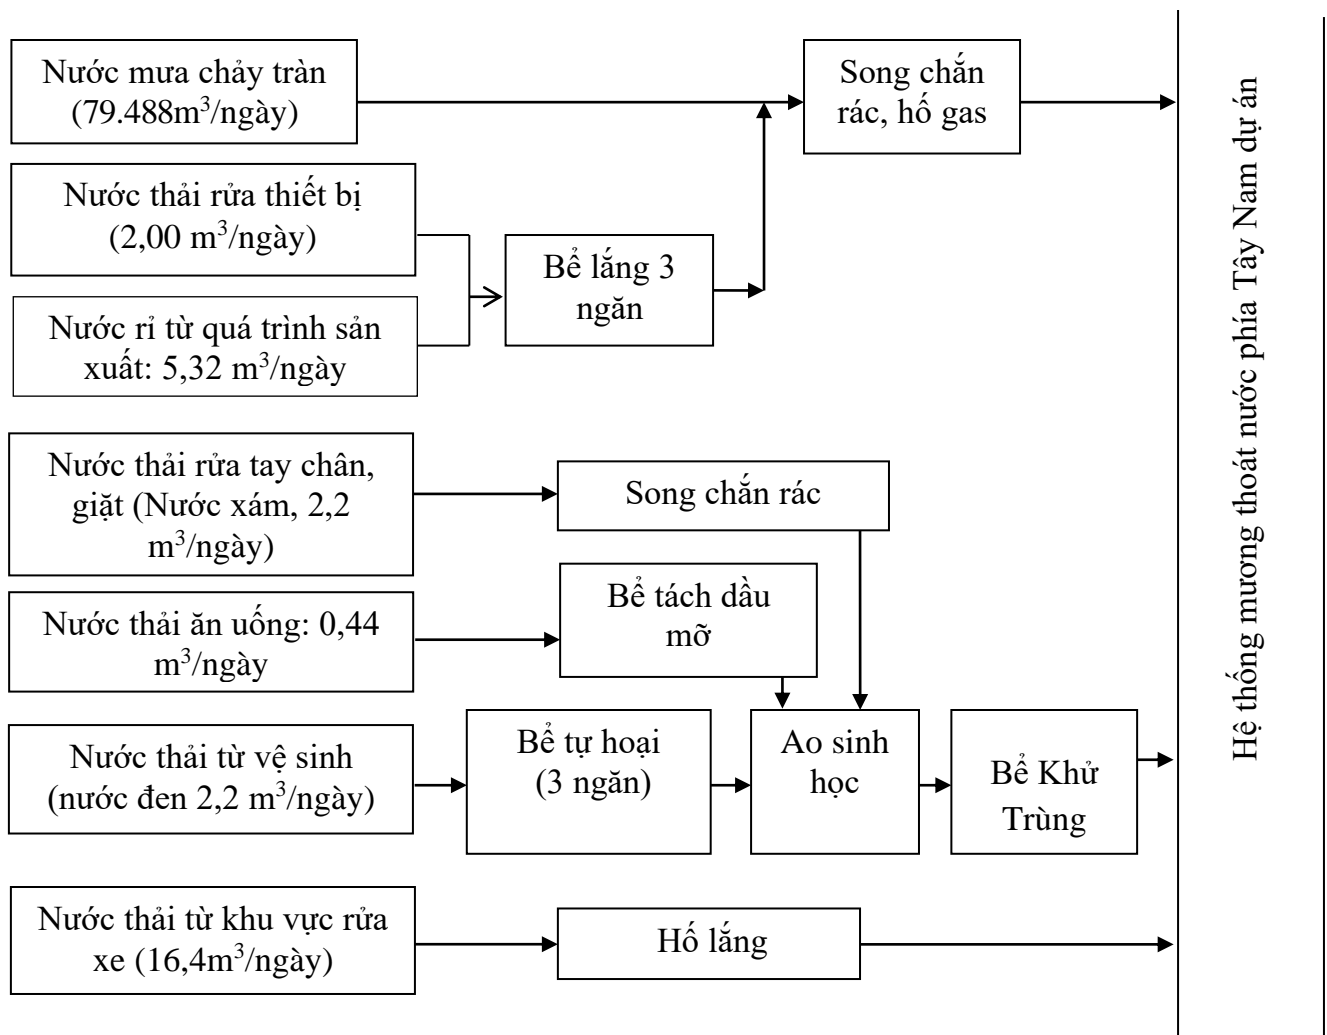 Nước mưa chảy tràn
(79.488m³/ngày)
Song chắn
rác, hố gas
Nước thải rửa thiết bị
(2,00 m³/ngày)
Bể lắng 3
ngăn
Nước rỉ từ quá trình sản
xuất: 5,32 m³/ngày
Nước thải rửa tay chân,
giặt (Nước xám, 2,2
m³/ngày)
Song chắn rác
Nước thải ăn uống: 0,44
m³/ngày
Bể tách dầu
mỡ
Nước thải từ vệ sinh
(nước đen 2,2 m³/ngày)
Bể tự hoại
(3 ngăn)
Ao sinh
học
Bể Khử
Trùng
Nước thải từ khu vực rửa
xe (16,4m³/ngày)
Hố lắng
Hệ thống mương thoát nước phía Tây Nam dự án